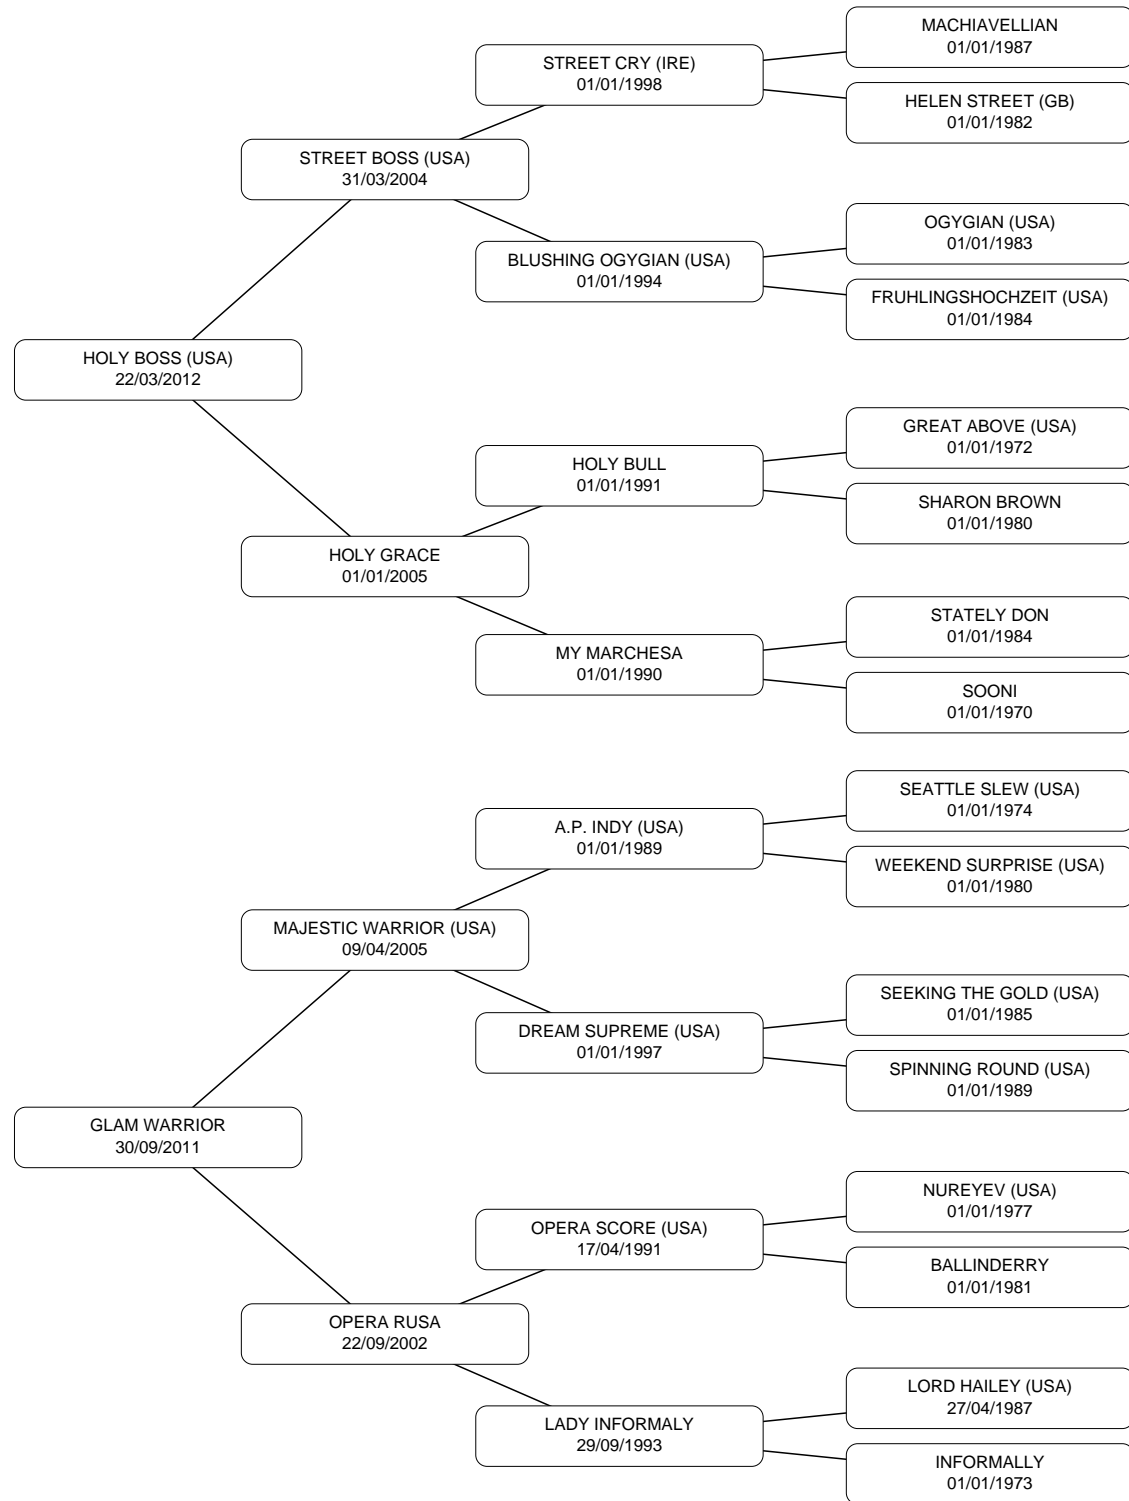 MACHIAVELLIAN
01/01/1987
STREET CRY (IRE)
01/01/1998
HELEN STREET (GB)
01/01/1982
STREET BOSS (USA)
31/03/2004
OGYGIAN (USA)
01/01/1983
BLUSHING OGYGIAN (USA)
01/01/1994
FRUHLINGSHOCHZEIT (USA)
01/01/1984
HOLY BOSS (USA)
22/03/2012
GREAT ABOVE (USA)
01/01/1972
HOLY BULL
01/01/1991
SHARON BROWN
01/01/1980
HOLY GRACE
01/01/2005
STATELY DON
01/01/1984
MY MARCHESA
01/01/1990
SOONI
01/01/1970
SEATTLE SLEW (USA)
01/01/1974
A.P. INDY (USA)
01/01/1989
WEEKEND SURPRISE (USA)
01/01/1980
MAJESTIC WARRIOR (USA)
09/04/2005
SEEKING THE GOLD (USA)
01/01/1985
DREAM SUPREME (USA)
01/01/1997
SPINNING ROUND (USA)
01/01/1989
GLAM WARRIOR
30/09/2011
NUREYEV (USA)
01/01/1977
OPERA SCORE (USA)
17/04/1991
BALLINDERRY
01/01/1981
OPERA RUSA
22/09/2002
LORD HAILEY (USA)
27/04/1987
LADY INFORMALY
29/09/1993
INFORMALLY
01/01/1973